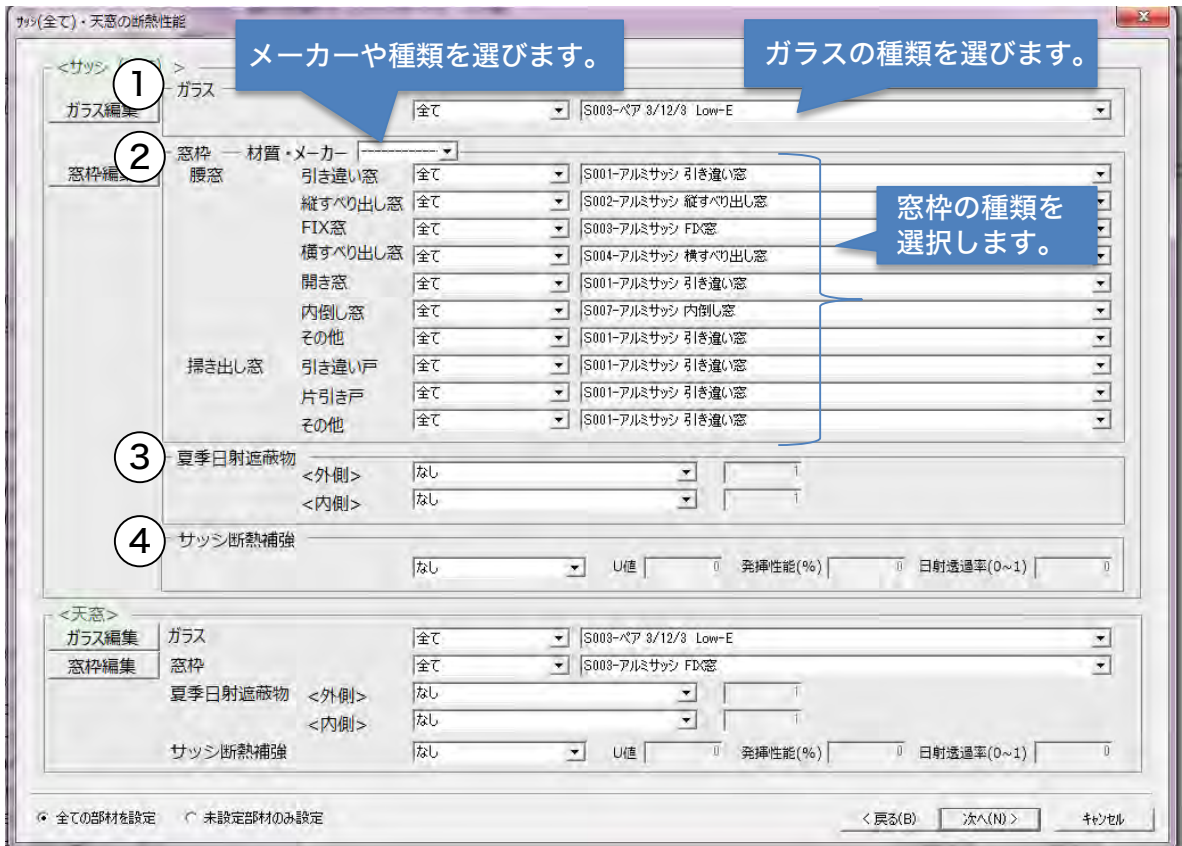 ｻｯｼ(全て)・天窓の断熱性能
メーカーや種類を選びます。
ガラスの種類を選びます。
<サッシ >
①
ガラス
ガラス編集 全て S003-ペア 3/12/3 Low-E
②
窓枠 材質・メーカー ----------
窓枠編集 腰窓 引き違い窓 全て S001-アルミサッシ 引き違い窓
縦すべり出し窓 全て S002-アルミサッシ 縦すべり出し窓
FIX窓 全て S003-アルミサッシ FIX窓
横すべり出し窓 全て S004-アルミサッシ 横すべり出し窓
窓枠の種類を
選択します。
開き窓 全て S001-アルミサッシ 引き違い窓
内倒し窓 全て S007-アルミサッシ 内倒し窓
その他 全て S001-アルミサッシ 引き違い窓
掃き出し窓 引き違い戸 全て S001-アルミサッシ 引き違い窓
片引き戸 全て S001-アルミサッシ 引き違い窓
その他 全て S001-アルミサッシ 引き違い窓
③
夏季日射遮蔽物
<外側> なし 1
<内側> なし 1
④
サッシ断熱補強
なし U値 0 発揮性能(%) 0 日射透過率(0~1) 0
<天窓>
ガラス編集 ガラス 全て S003-ペア 3/12/3 Low-E
窓枠編集 窓枠 全て S003-アルミサッシ FIX窓
夏季日射遮蔽物 <外側> なし 1
<内側> なし 1
サッシ断熱補強 なし U値 0 発揮性能(%) 0 日射透過率(0~1) 0
全ての部材を設定 未設定部材のみ設定 < 戻る(B) 次へ(N) > キャンセル